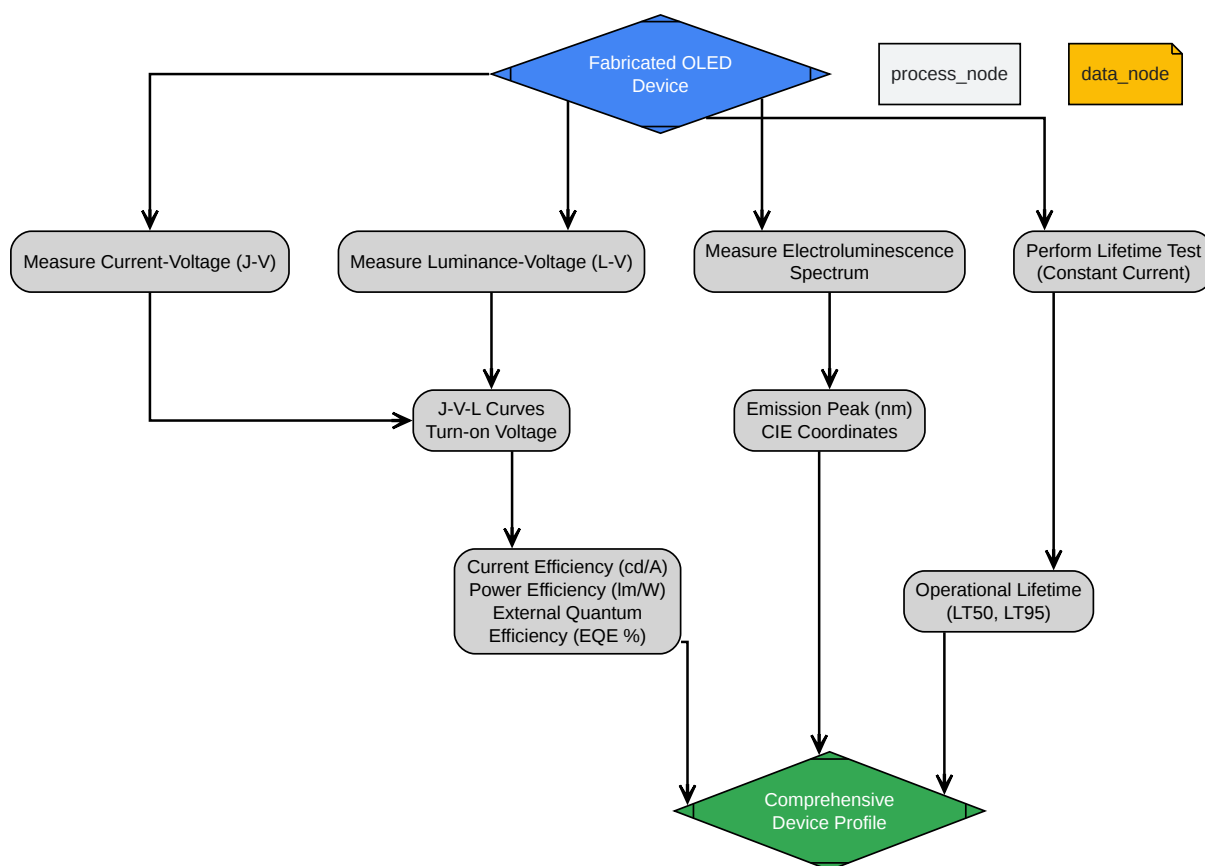 Fabricated OLED
Device
process_node
data_node
Measure Current-Voltage (J-V)
Measure Luminance-Voltage (L-V)
Measure Electroluminescence
Spectrum
Perform Lifetime Test
(Constant Current)
J-V-L Curves
Turn-on Voltage
Emission Peak (nm)
CIE Coordinates
Current Efficiency (cd/A)
Power Efficiency (lm/W)
External Quantum
Efficiency (EQE %)
Operational Lifetime
(LT50, LT95)
Comprehensive
Device Profile